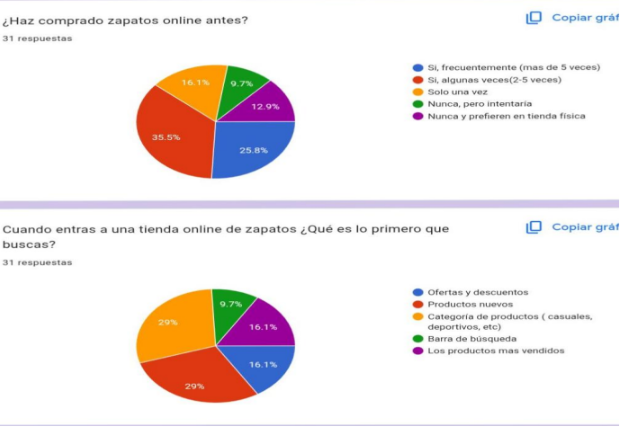 ¿Haz comprado zapatos online antes?
Copiar gráf
31 respuestas
Si, frecuentemente (mas de 5 veces)
Si, algunas veces(2-5 veces)
Solo una vez
Nunca, pero intentaría
Nunca y prefieren en tienda física
16.1%
9.7%
12.9%
35.5%
25.8%
Cuando entras a una tienda online de zapatos ¿Qué es lo primero que
buscas?
Copiar gráf
31 respuestas
Ofertas y descuentos
Productos nuevos
Categoría de productos ( casuales,
deportivos, etc)
Barra de búsqueda
Los productos mas vendidos
9.7%
29%
16.1%
16.1%
29%